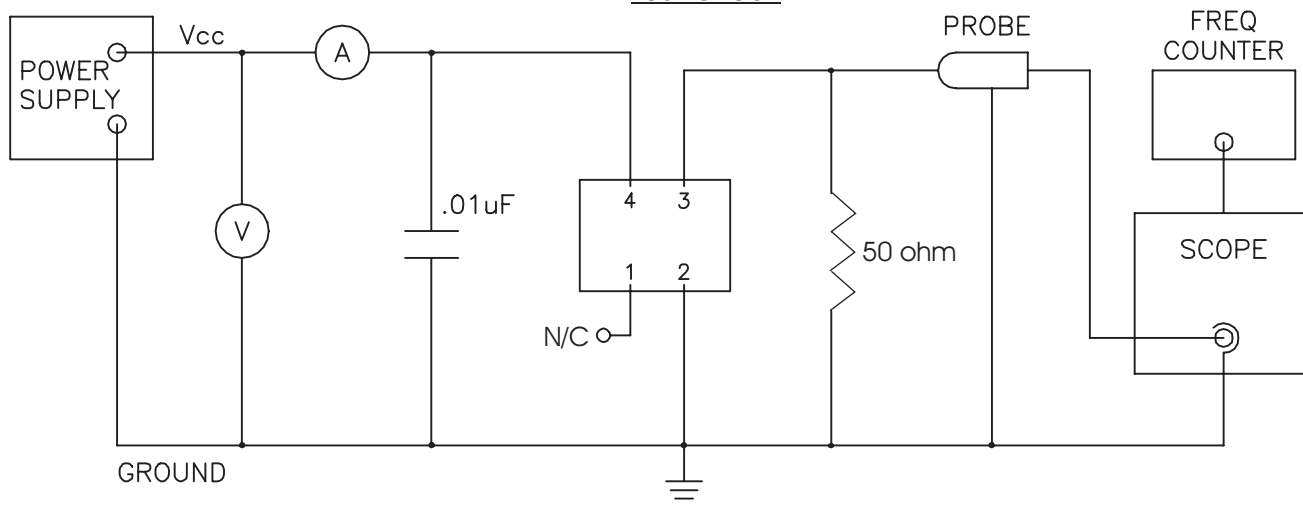 PROBE
FREQ
COUNTER
Vcc
A
POWER
SUPPLY
.01uF
4 3
V
SCOPE
50 ohm
1 2
N/C
GROUND